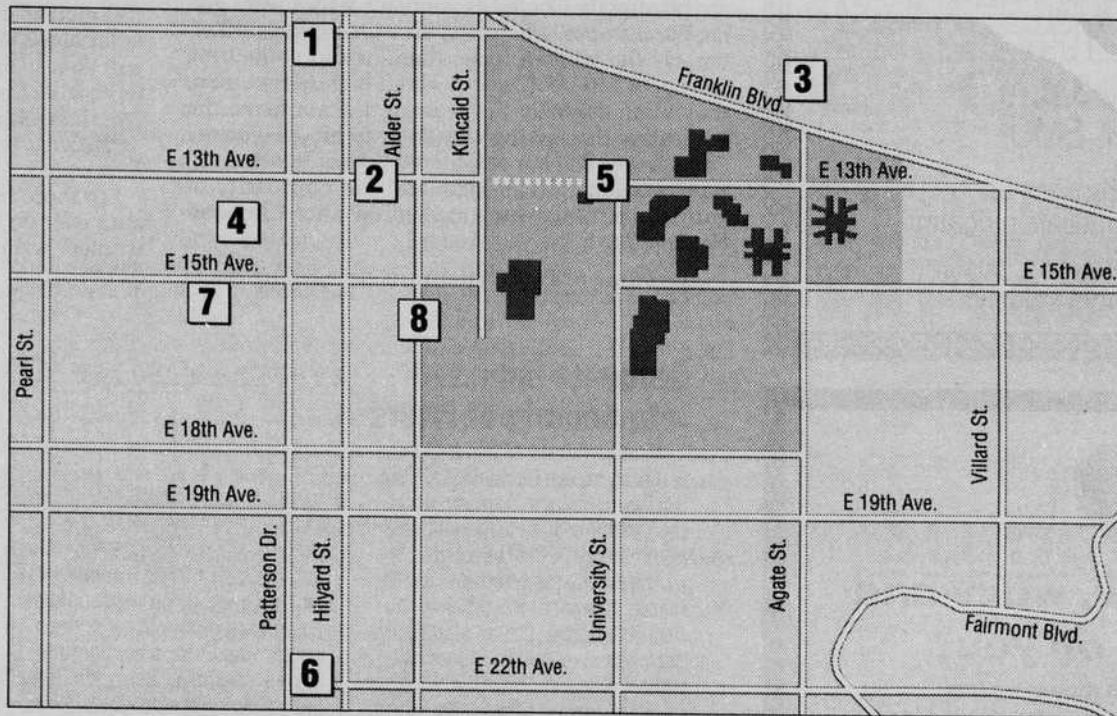 1
3
Franklin Blvd.
Alder St.
Kincaid St.
E 13th Ave.
2
5
E 13th Ave.
4
E 15th Ave.
E 15th Ave.
7
8
Pearl St.
E 18th Ave.
Villard St.
E 19th Ave.
E 19th Ave.
Patterson Dr.
Hilyard St.
University St.
Agate St.
Fairmont Blvd.
6
E 22th Ave.